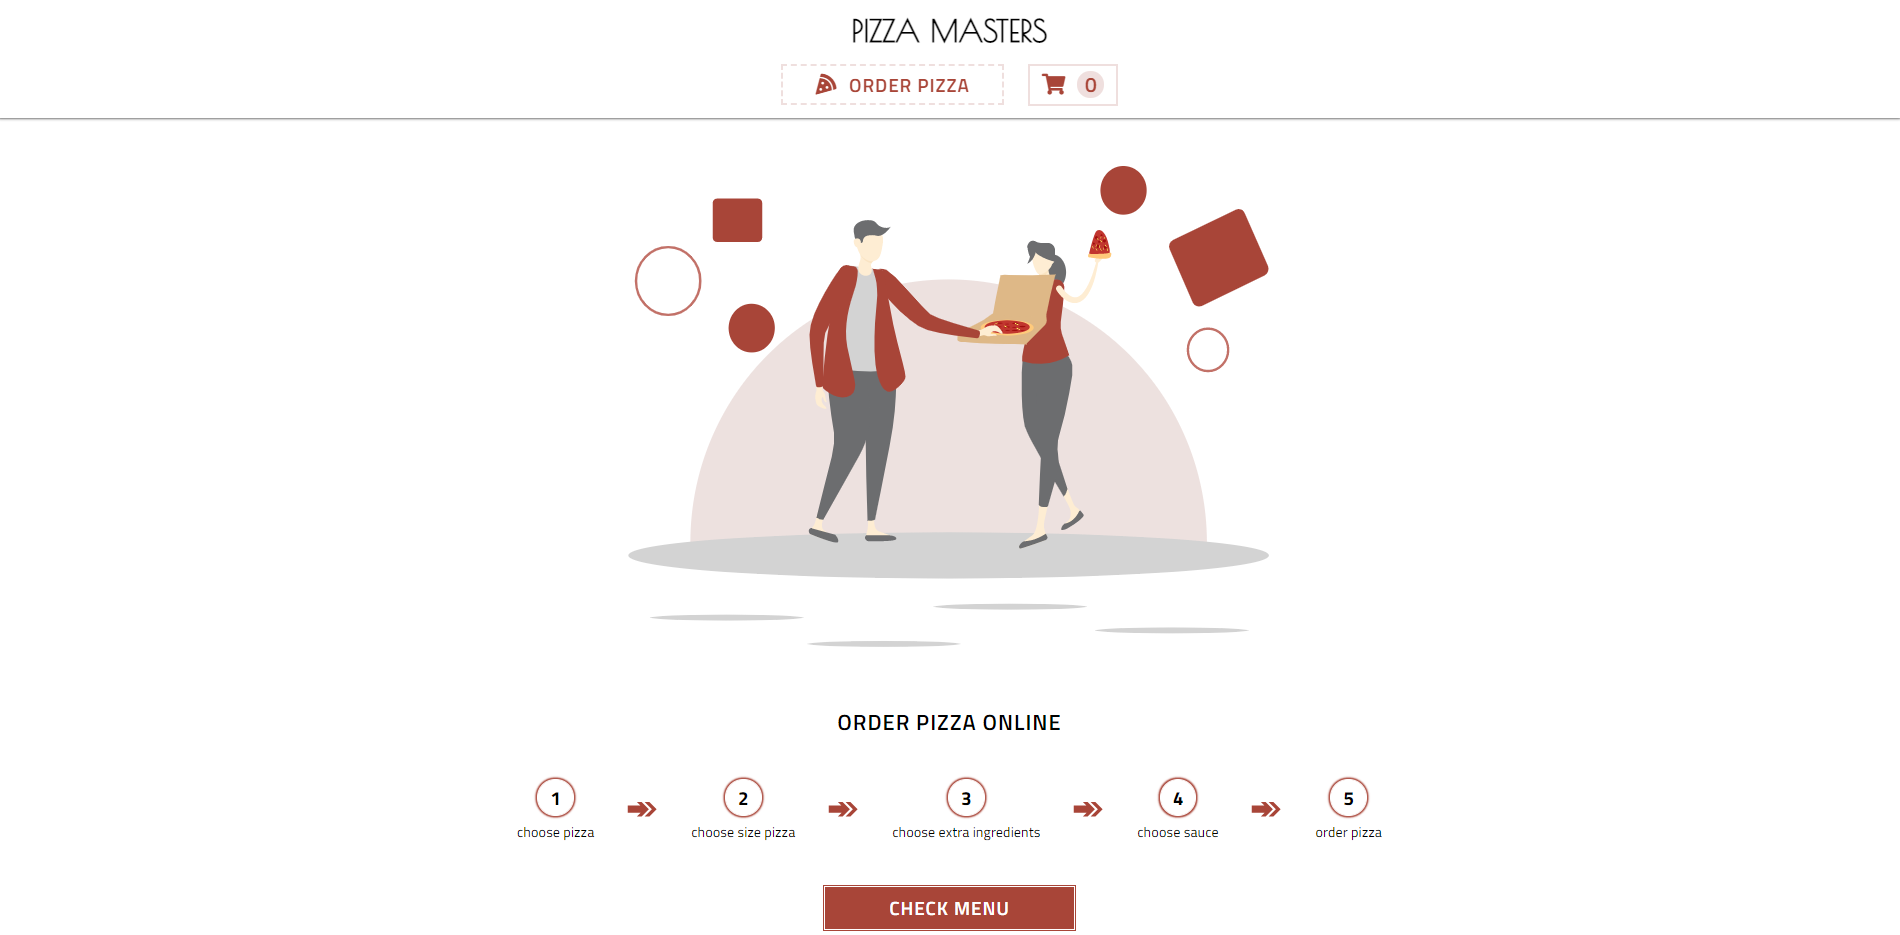 PIZZA MASTERS
ORDER PIZZA
0
ORDER PIZZA ONLINE
1
choose pizza
2
choose size pizza
3
choose extra ingredients
4
choose sauce
5
order pizza
CHECK MENU